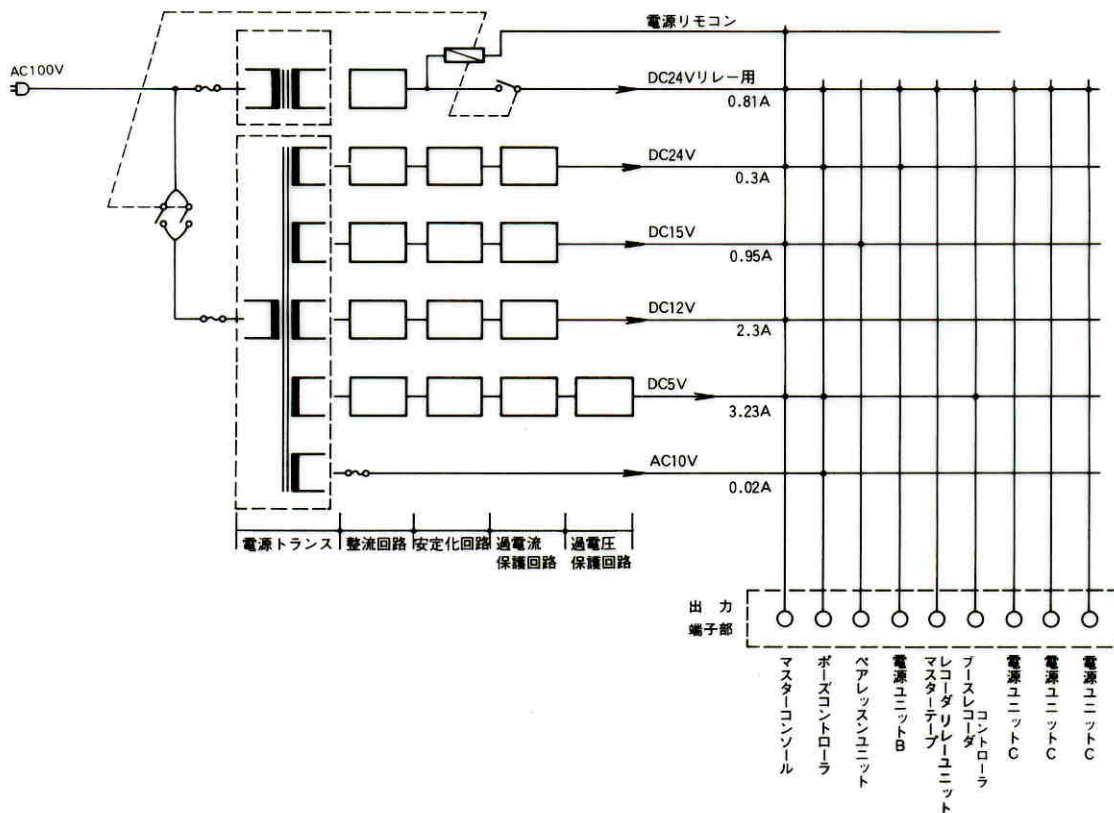 電源リモコン
AC100V
DC24Vリレー用
0.81A
DC24V
0.3A
DC15V
0.95A
DC12V
2.3A
DC5V
3.23A
AC10V
0.02A
電源トランス
整流回路
安定化回路
過電流
保護回路
過電圧
保護回路
出力
端子部
マスターコンソール
ポーズコントローラ
ペアレッスンユニット
電源ユニットB
マスターテープ
レコーダリレーユニット
ブースレコーダ
コントローラ
電源ユニットC
電源ユニットC
電源ユニットC